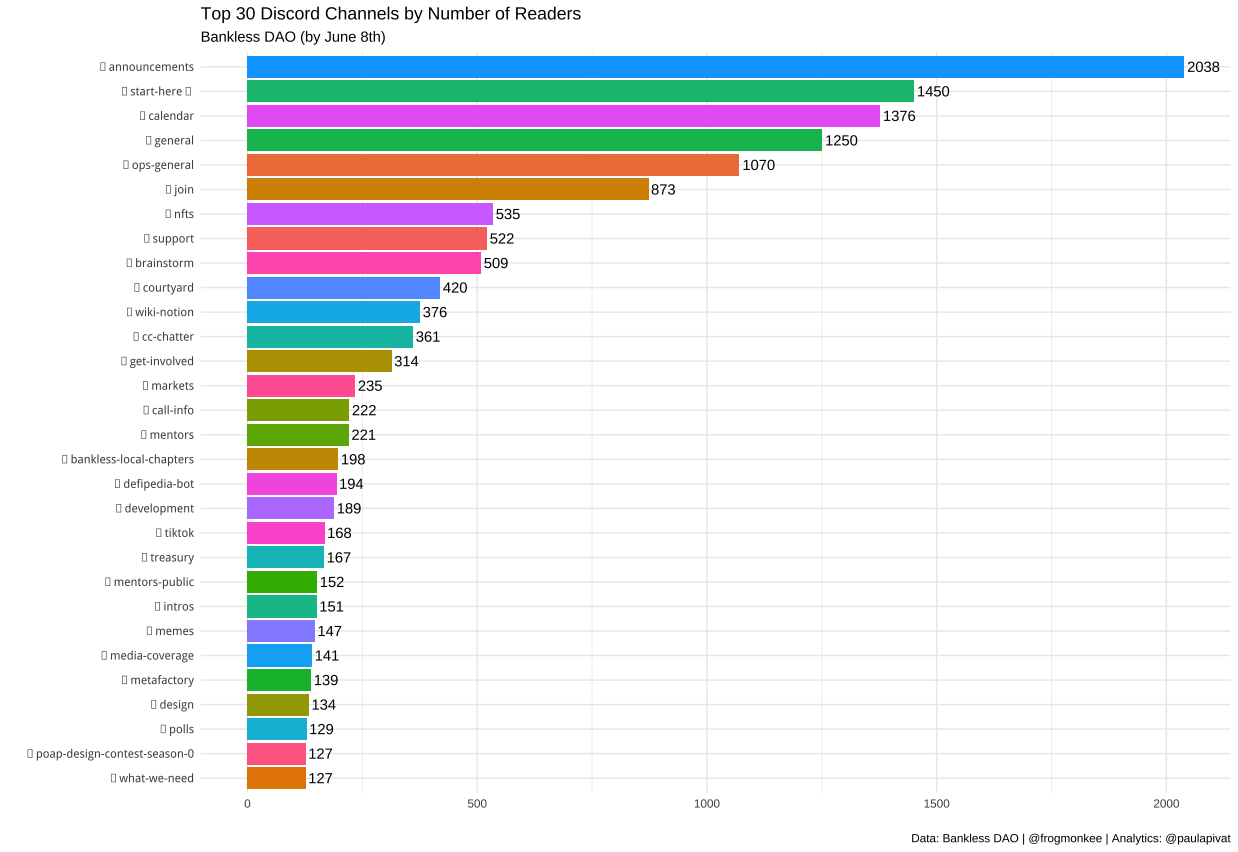 Top 30 Discord Channels by Number of Readers
Bankless DAO (by June 8th)
announcements 2038
start-here 1450
calendar 1376
general 1250
ops-general 1070
join 873
nfts 535
support 522
brainstorm 509
courtyard 420
wiki-notion 376
cc-chatter 361
get-involved 314
markets 235
call-info 222
mentors 221
bankless-local-chapters 198
defipedia-bot 194
development 189
tiktok 168
treasury 167
mentors-public 152
intros 151
memes 147
media-coverage 141
metafactory 139
design 134
polls 129
poap-design-contest-season-0 127
what-we-need 127
0 500 1000 1500 2000
Data: Bankless DAO | @frogmonkee | Analytics: @paulapivat